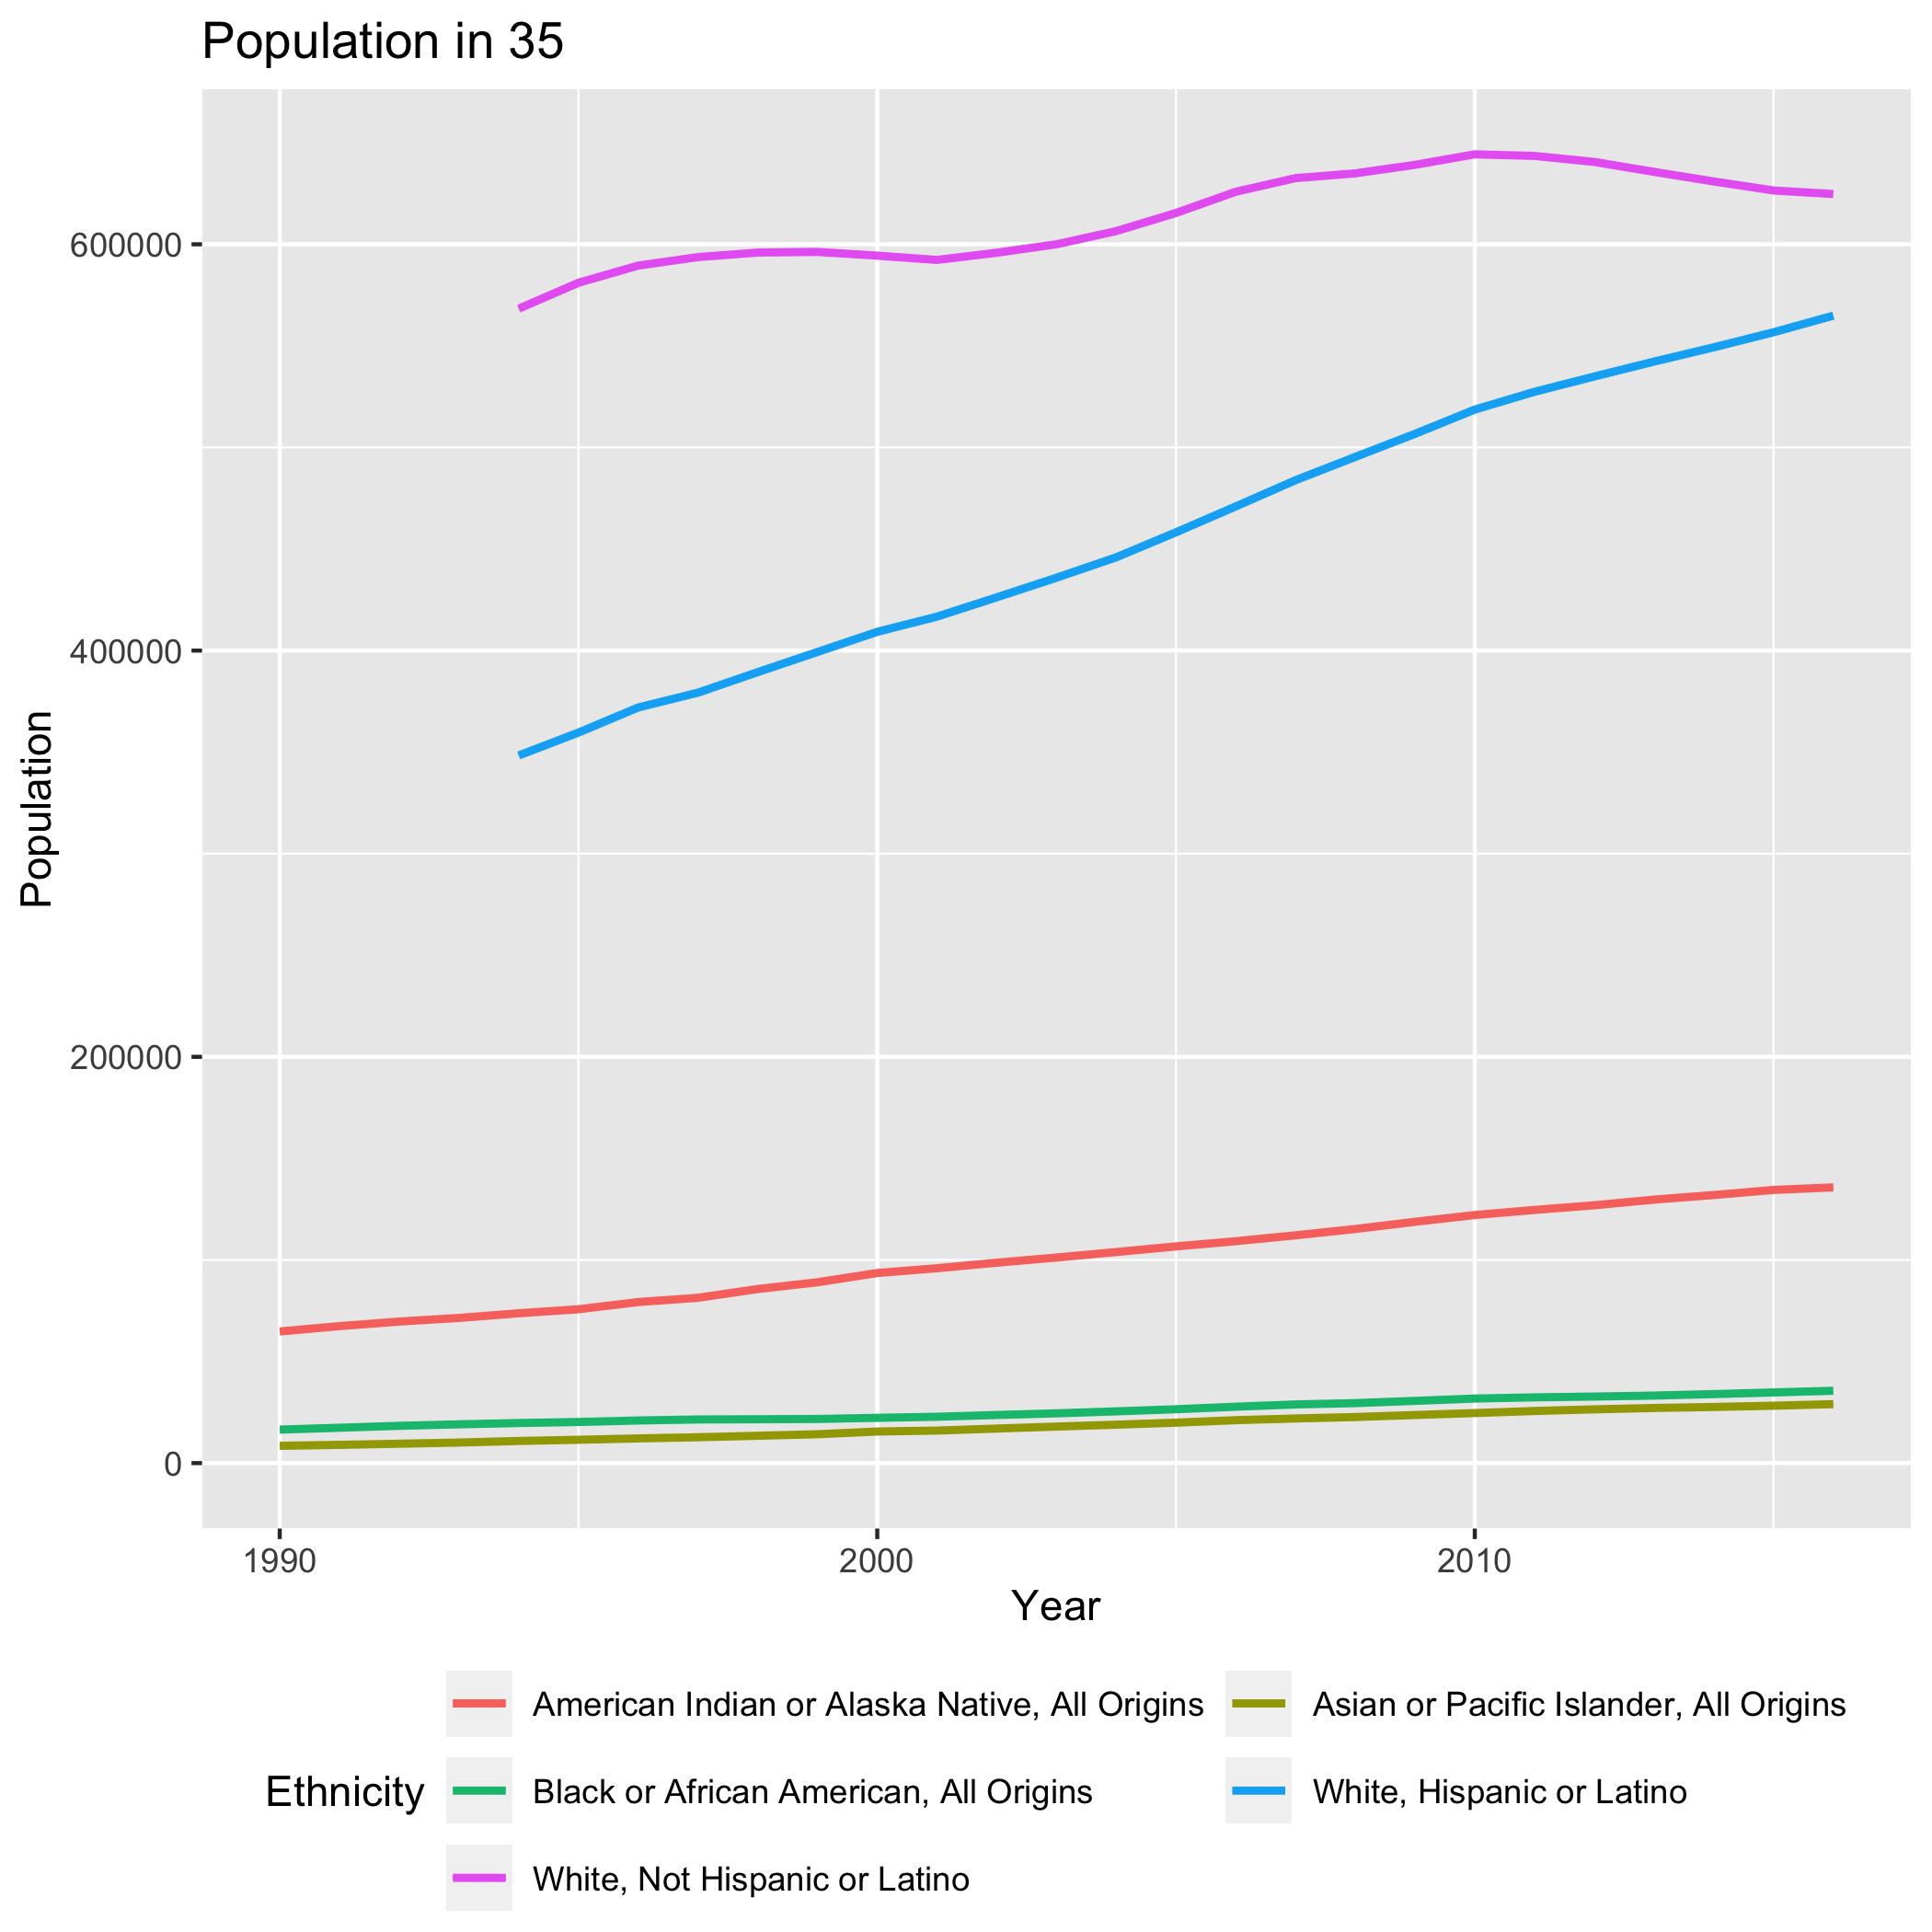 Population in 35
Population
600000
400000
200000
0
1990
2000
2010
Year
Ethnicity
American Indian or Alaska Native, All Origins
Asian or Pacific Islander, All Origins
Black or African American, All Origins
White, Hispanic or Latino
White, Not Hispanic or Latino